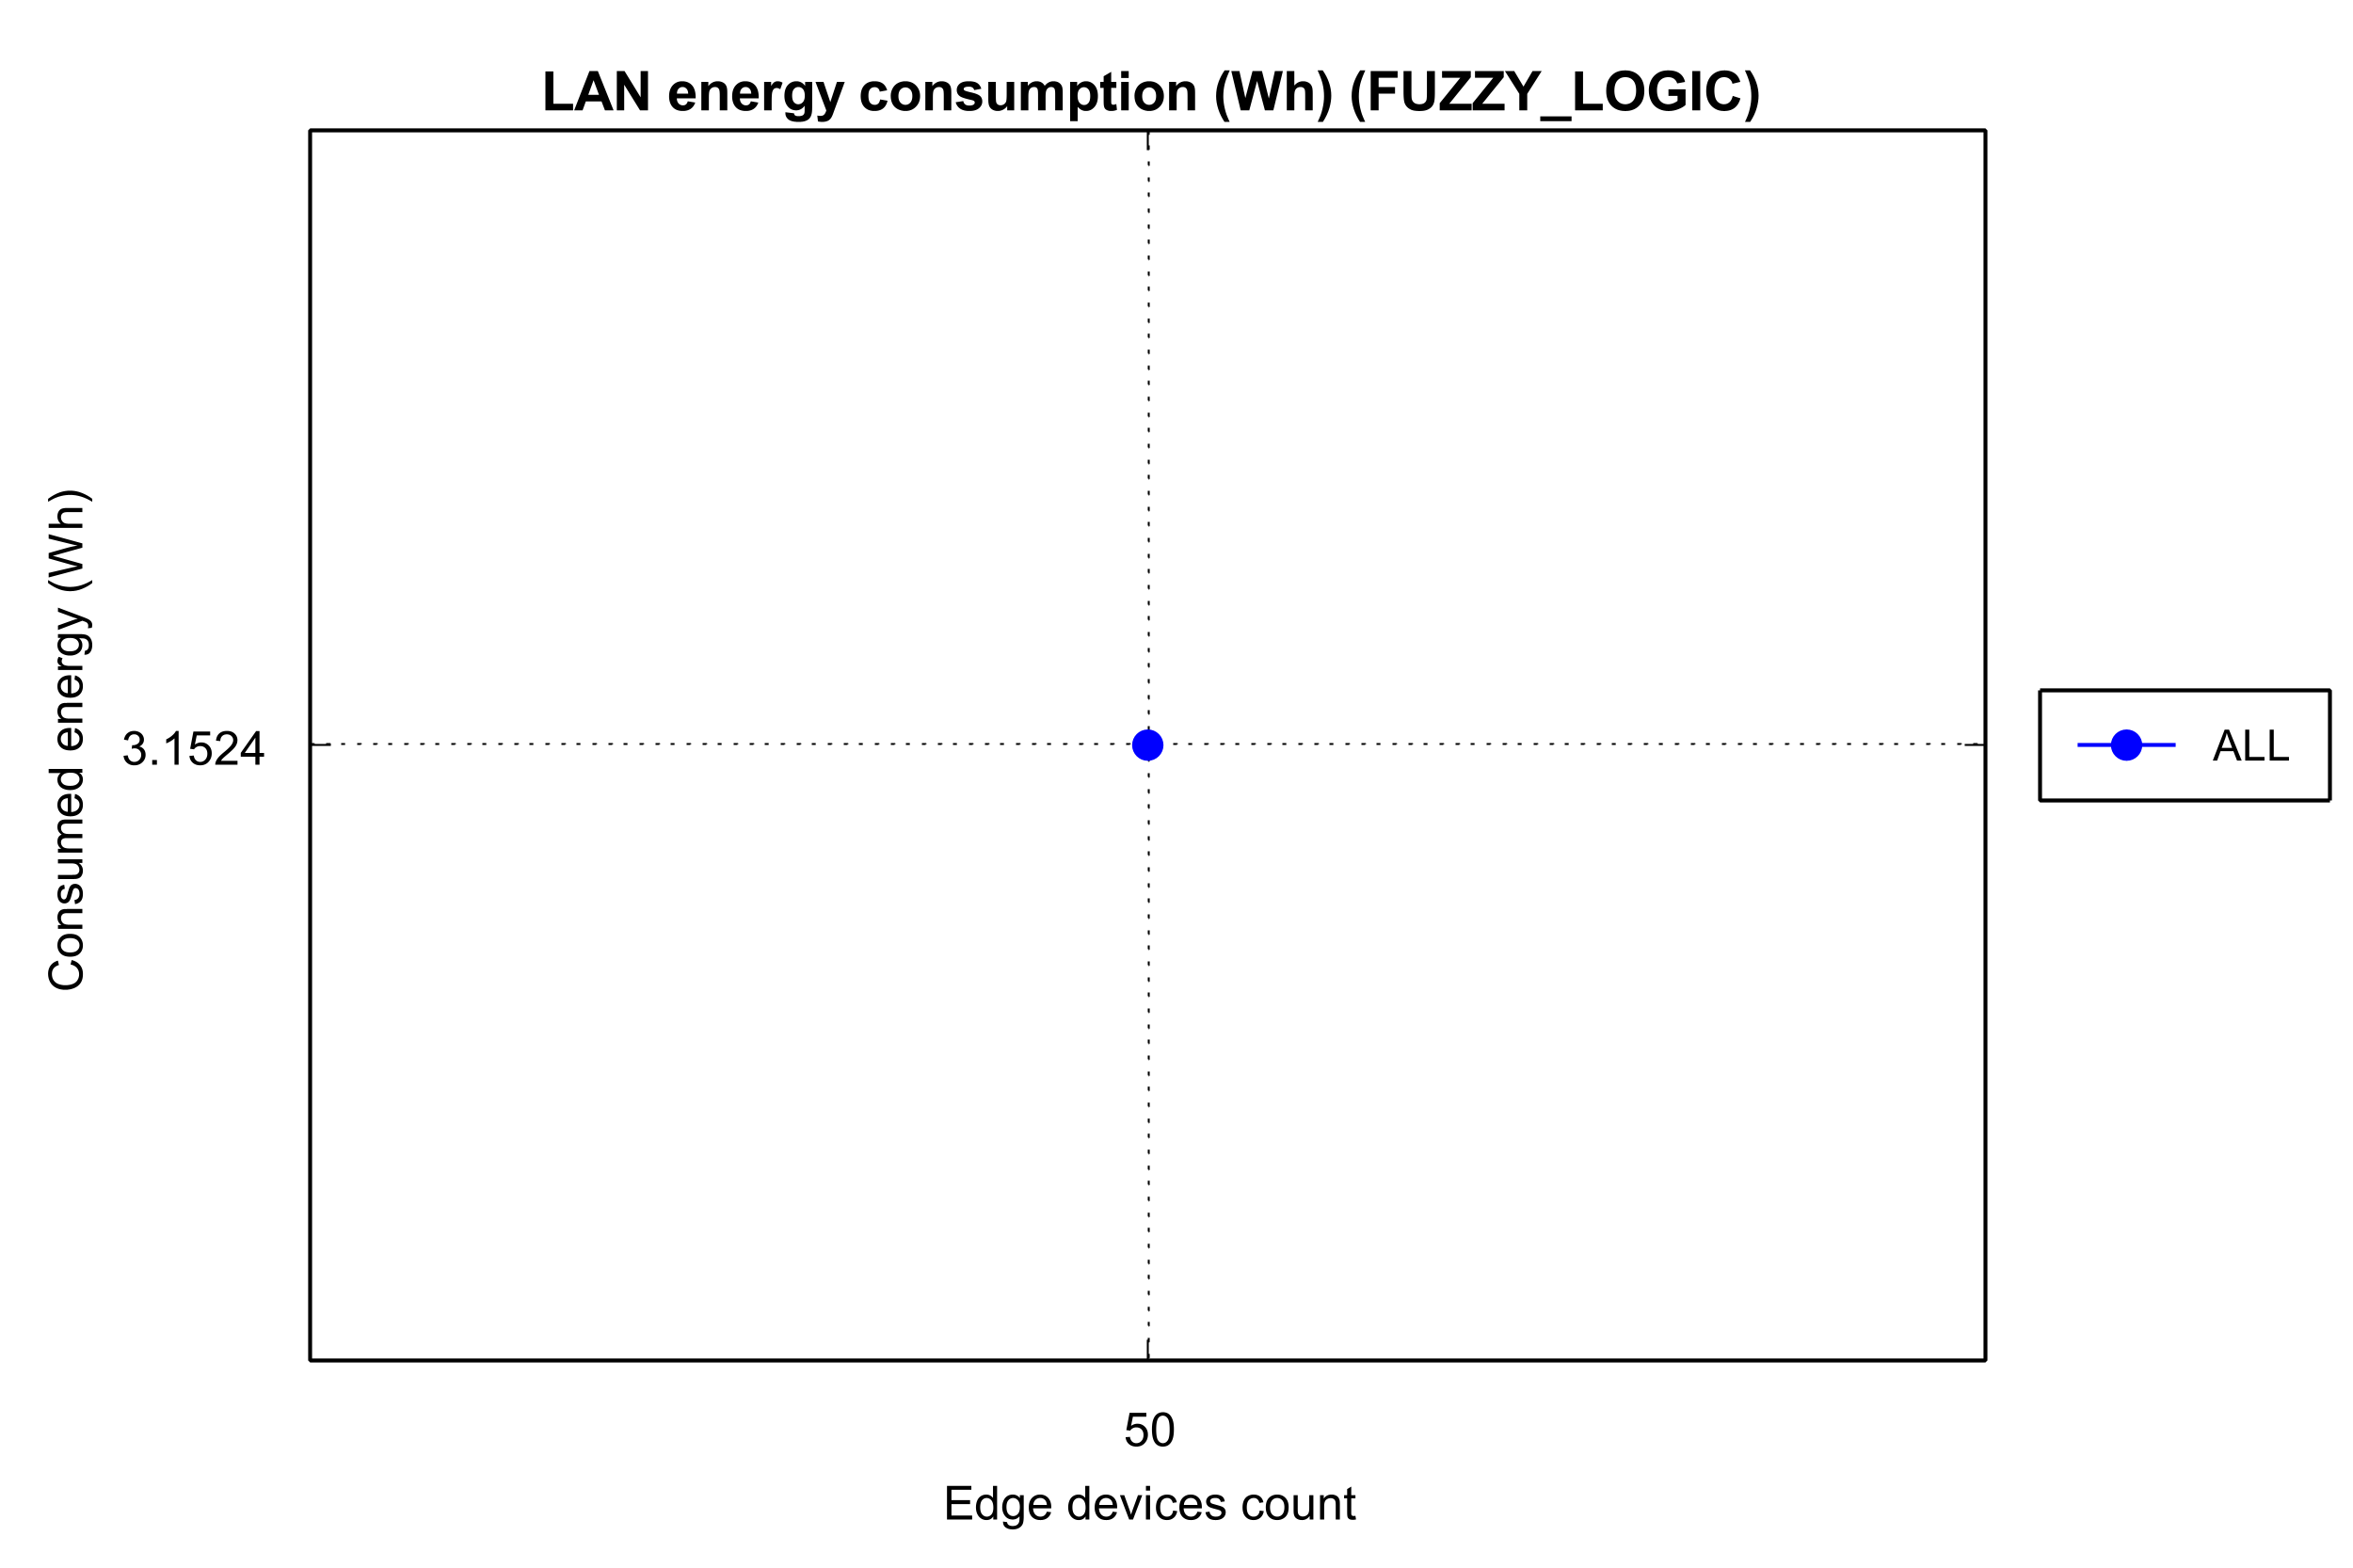 LAN energy consumption (Wh) (FUZZY_LOGIC)
Consumed energy (Wh)
3.1524
ALL
50
Edge devices count